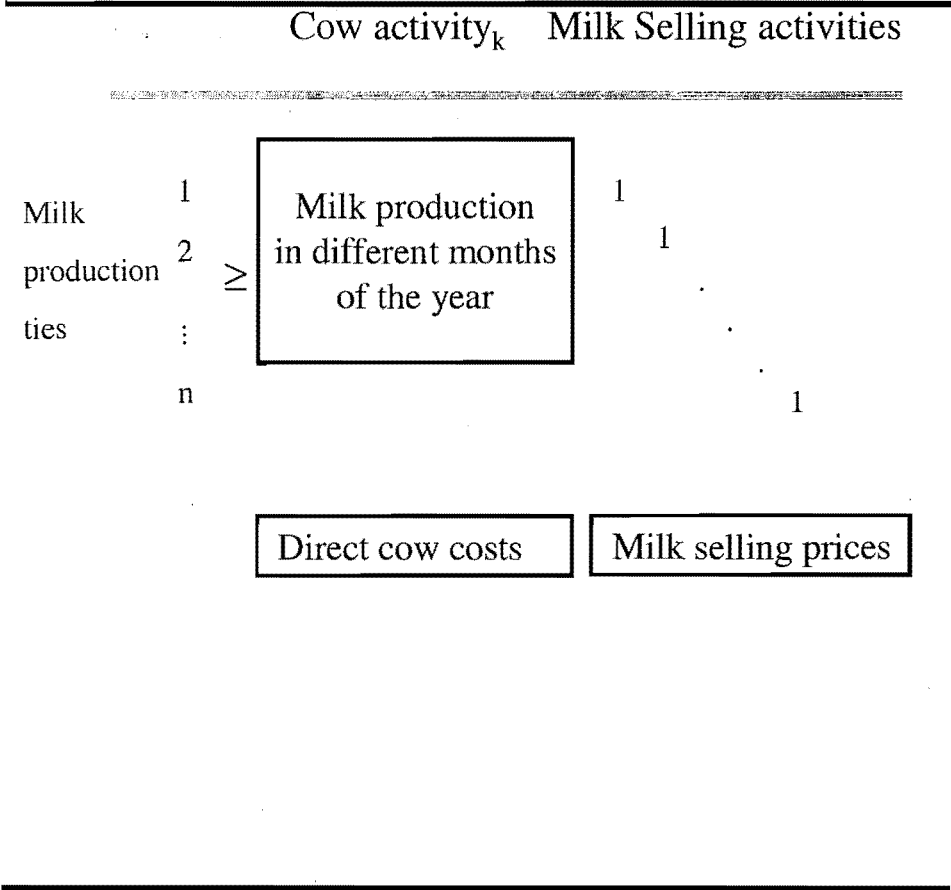 Cow activityₖ Milk Selling activities
Milk production ties
1
2
⋮
n
≥
Milk production
in different months
of the year
1
1
.
.
.
1
Direct cow costs
Milk selling prices